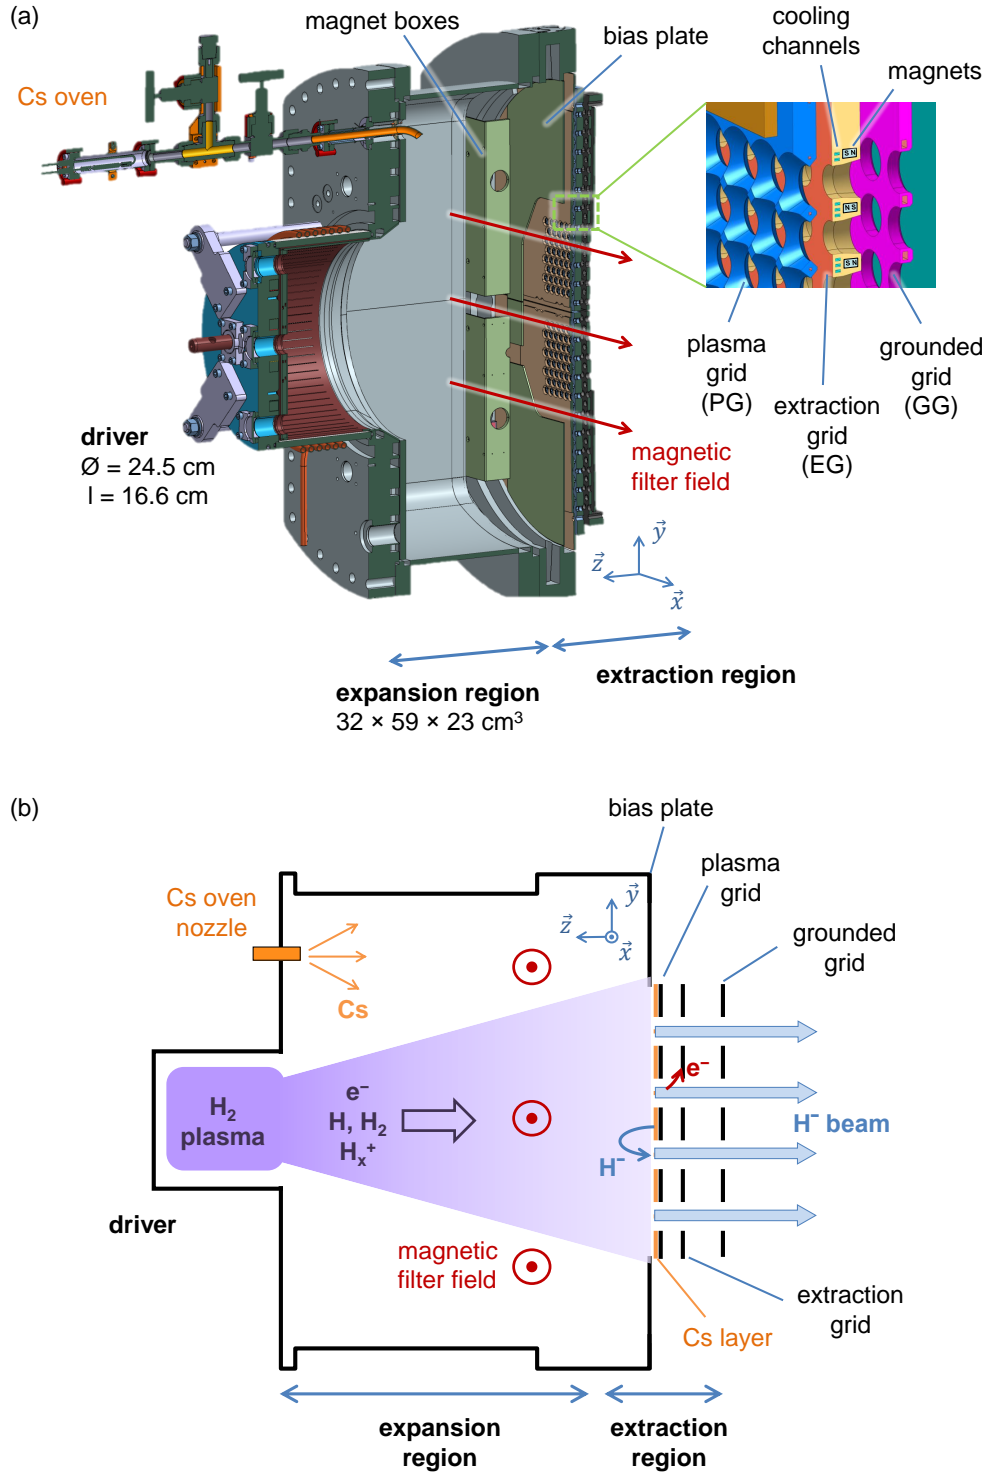 (a)
magnet boxes
bias plate
cooling
channels
magnets
Cs oven
S N
N S
S N
plasma
grid
(PG)
extraction
grid
(EG)
grounded
grid
(GG)
driver
Ø = 24.5 cm
l = 16.6 cm
magnetic
filter field
y⃗
z⃗
x⃗
expansion region
32 × 59 × 23 cm³
extraction region
(b)
bias plate
plasma
grid
grounded
grid
Cs oven
nozzle
Cs
y⃗
z⃗
x⃗
H₂
plasma
e⁻
H, H₂
Hₓ⁺
e⁻
H⁻
H⁻ beam
driver
magnetic
filter field
Cs layer
extraction
grid
expansion
region
extraction
region